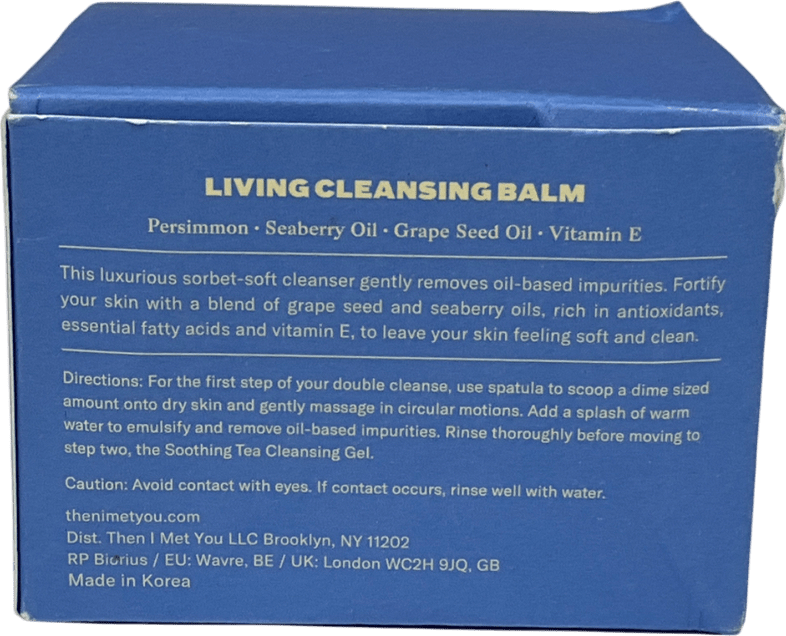 LIVING CLEANSING BALM
Persimmon · Seaberry Oil · Grape Seed Oil · Vitamin E
This luxurious sorbet-soft cleanser gently removes oil-based impurities. Fortify
your skin with a blend of grape seed and seaberry oils, rich in antioxidants,
essential fatty acids and vitamin E, to leave your skin feeling soft and clean.
Directions: For the first step of your double cleanse, use spatula to scoop a dime sized
amount onto dry skin and gently massage in circular motions. Add a splash of warm
water to emulsify and remove oil-based impurities. Rinse thoroughly before moving to
step two, the Soothing Tea Cleansing Gel.
Caution: Avoid contact with eyes. If contact occurs, rinse well with water.
thenimetyou.com
Dist. Then I Met You LLC Brooklyn, NY 11202
RP Biorius / EU: Wavre, BE / UK: London WC2H 9JQ, GB
Made in Korea